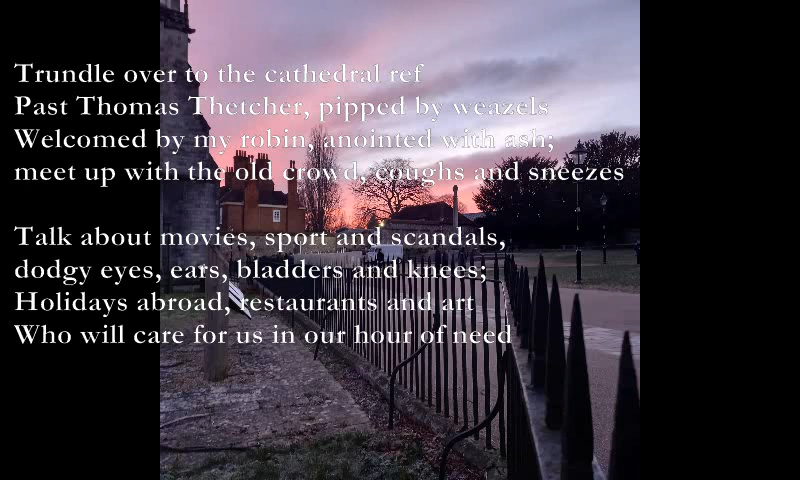 Trundle over to the cathedral ref
Past Thomas Thetcher, pipped by weazels
Welcomed by my robin, anointed with ash;
meet up with the old crowd, coughs and sneezes
Talk about movies, sport and scandals,
dodgy eyes, ears, bladders and knees;
Holidays abroad, restaurants and art
Who will care for us in our hour of need